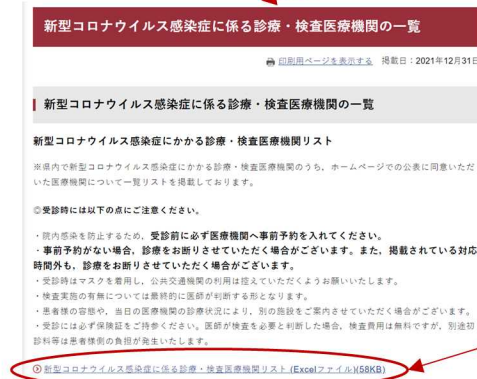 新型コロナウイルス感染症に係る診療・検査医療機関の一覧
印刷用ページを表示する 掲載日：2021年12月31日
新型コロナウイルス感染症に係る診療・検査医療機関の一覧
新型コロナウイルス感染症にかかる診療・検査医療機関リスト
※県内で新型コロナウイルス感染症にかかる診療・検査医療機関のうち、ホームページでの公表に同意いただ
いた医療機関について一覧リストを掲載しております。
◎受診時には以下の点にご注意ください。
・院内感染を防止するため、受診前に必ず医療機関へ事前予約を入れてください。
・事前予約がない場合、診療をお断りさせていただく場合がございます。また、掲載されている対応
時間外も、診療をお断りさせていただく場合がございます。
・受診時はマスクを着用し、公共交通機関の利用は控えていただくようお願いいたします。
・検査実施の有無については最終的に医師が判断する形となります。
・患者様の容態や、当日の医療機関の診療状況により、別の施設をご案内させていただく場合がございます。
・受診には必ず保険証をご持参ください。医師が検査を必要と判断した場合、検査費用は無料ですが、別途初
診料等は患者様側の負担が発生いたします。
新型コロナウイルス感染症に係る診療・検査医療機関リスト (Excelファイル)(58KB)